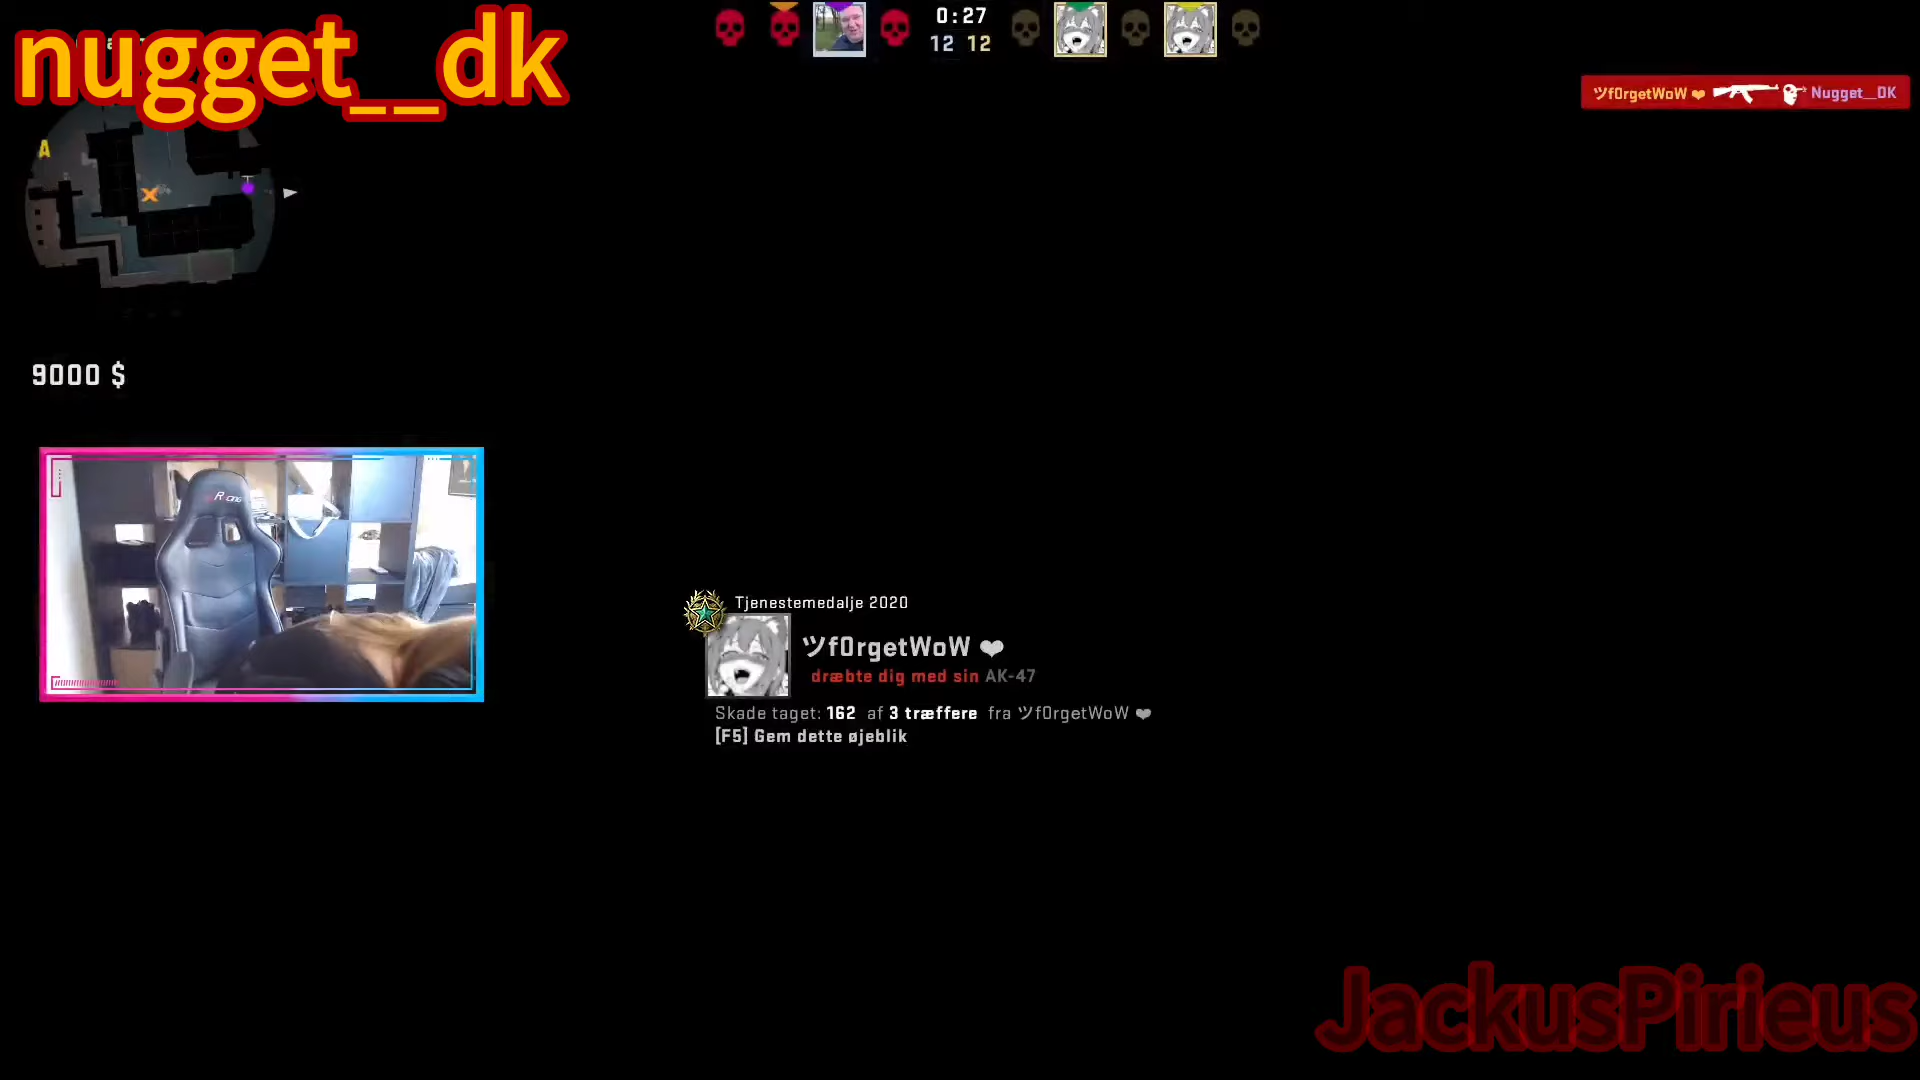 nugget__dk
0:27
12 12
ツf0rgetWoW ❤ Nugget__DK
A
9000 $
Tjenestemedalje 2020
ツf0rgetWoW ❤
dræbte dig med sin AK-47
Skade taget: 162 af 3 træffere fra ツf0rgetWoW ❤
[F5] Gem dette øjeblik
JackusPirieus